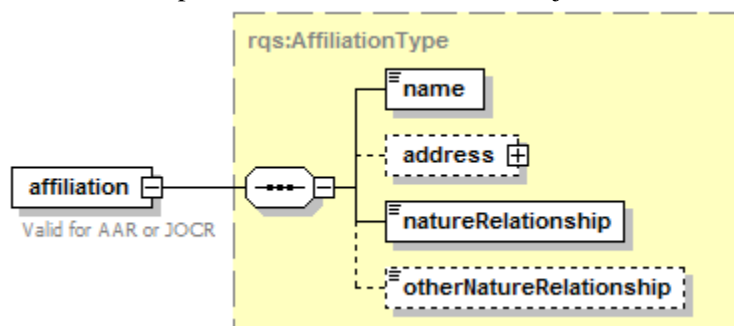 rqs:AffiliationType
name
address
affiliation
Valid for AAR or JOCR
natureRelationship
otherNatureRelationship